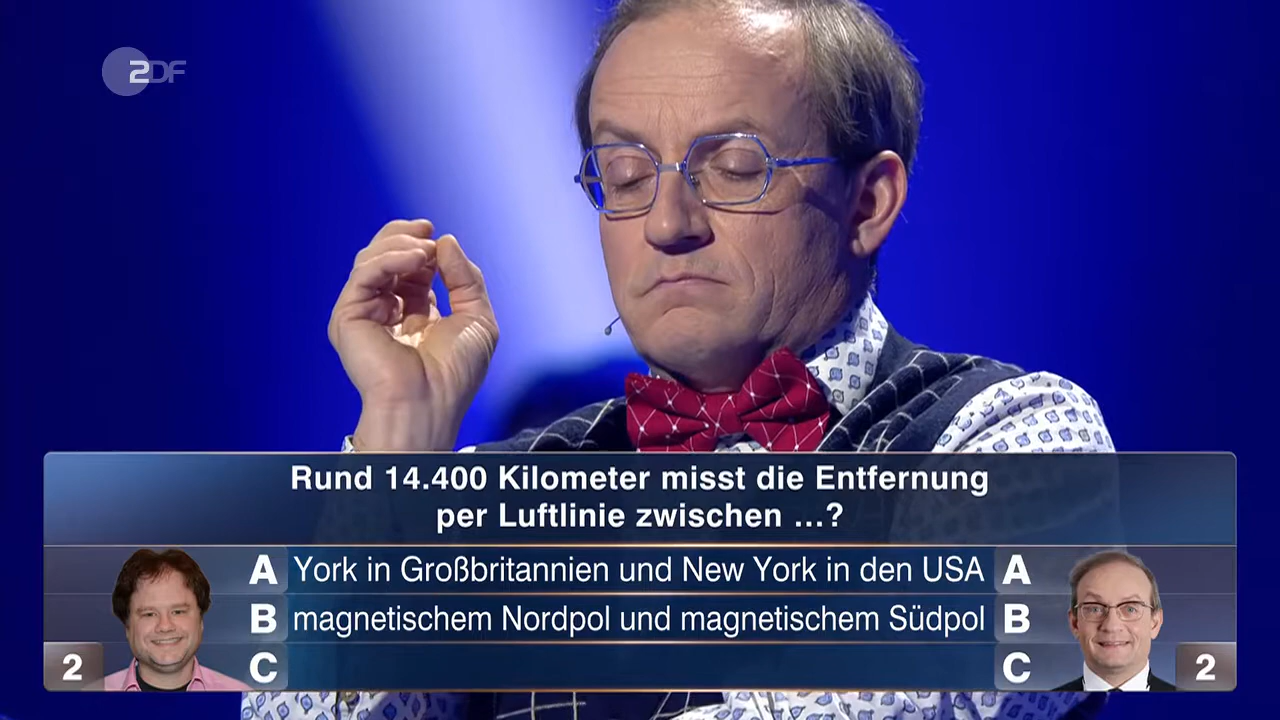 ZDF
Rund 14.400 Kilometer misst die Entfernung
per Luftlinie zwischen ...?
A York in Großbritannien und New York in den USA A
B magnetischem Nordpol und magnetischem Südpol B
2 C C 2